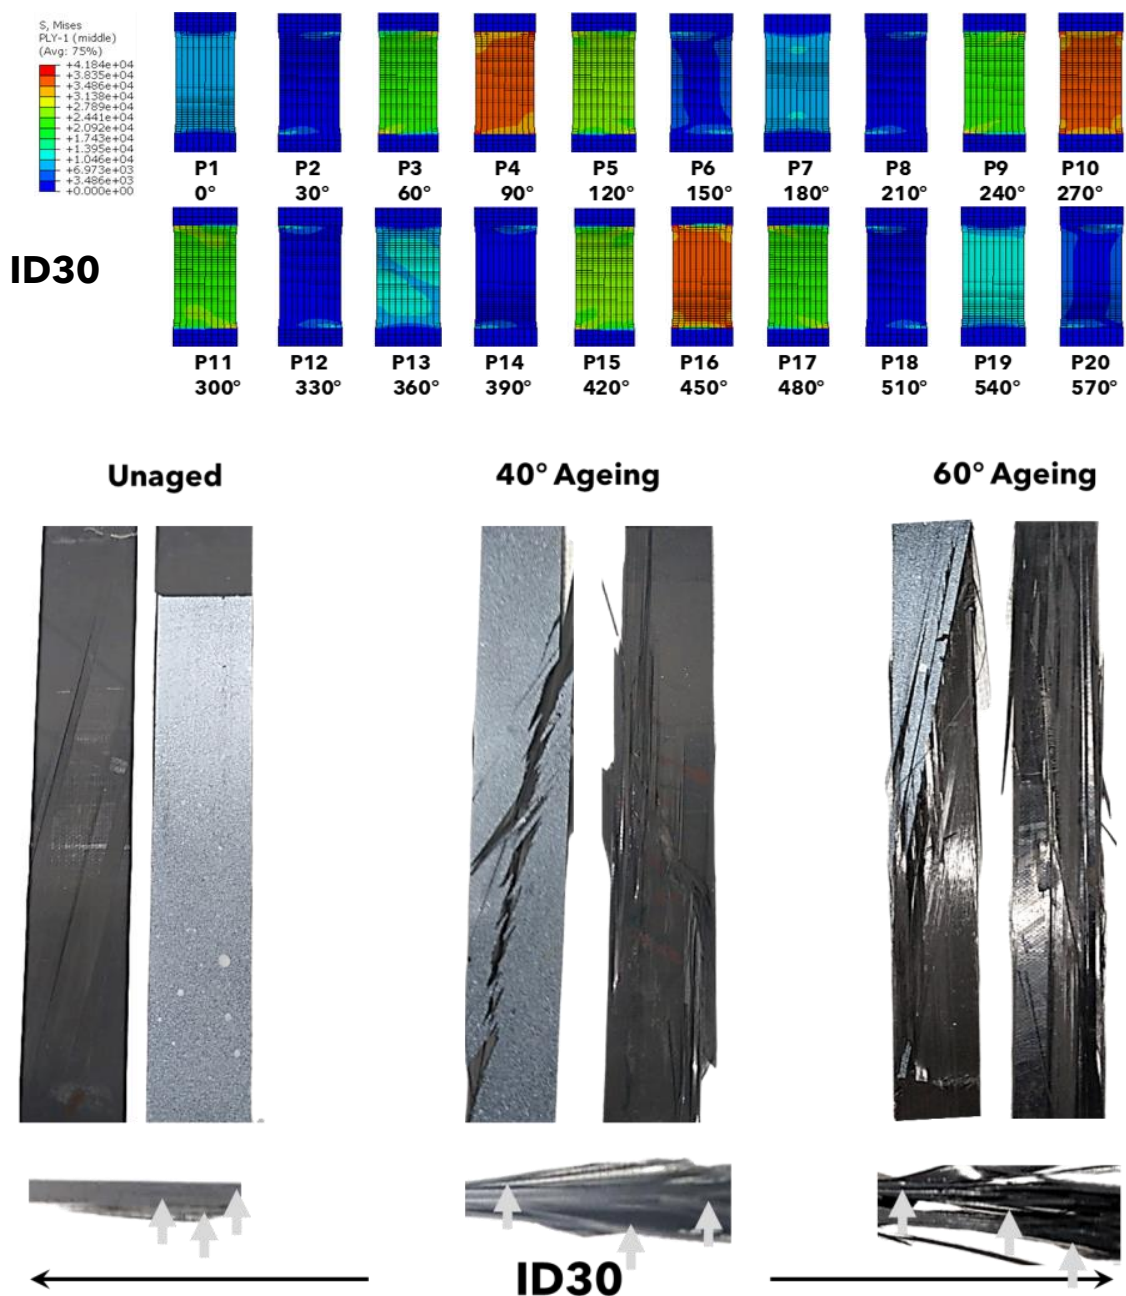 S, Mises
PLY-1 (middle)
(Avg: 75%)
+4.184e+04
+3.835e+04
+3.486e+04
+3.138e+04
+2.789e+04
+2.441e+04
+2.092e+04
+1.743e+04
+1.395e+04
+1.046e+04
+6.973e+03
+3.486e+03
+0.000e+00
P1 P2 P3 P4 P5 P6 P7 P8 P9 P10
0° 30° 60° 90° 120° 150° 180° 210° 240° 270°
ID30
P11 P12 P13 P14 P15 P16 P17 P18 P19 P20
300° 330° 360° 390° 420° 450° 480° 510° 540° 570°
Unaged 40° Ageing 60° Ageing
ID30